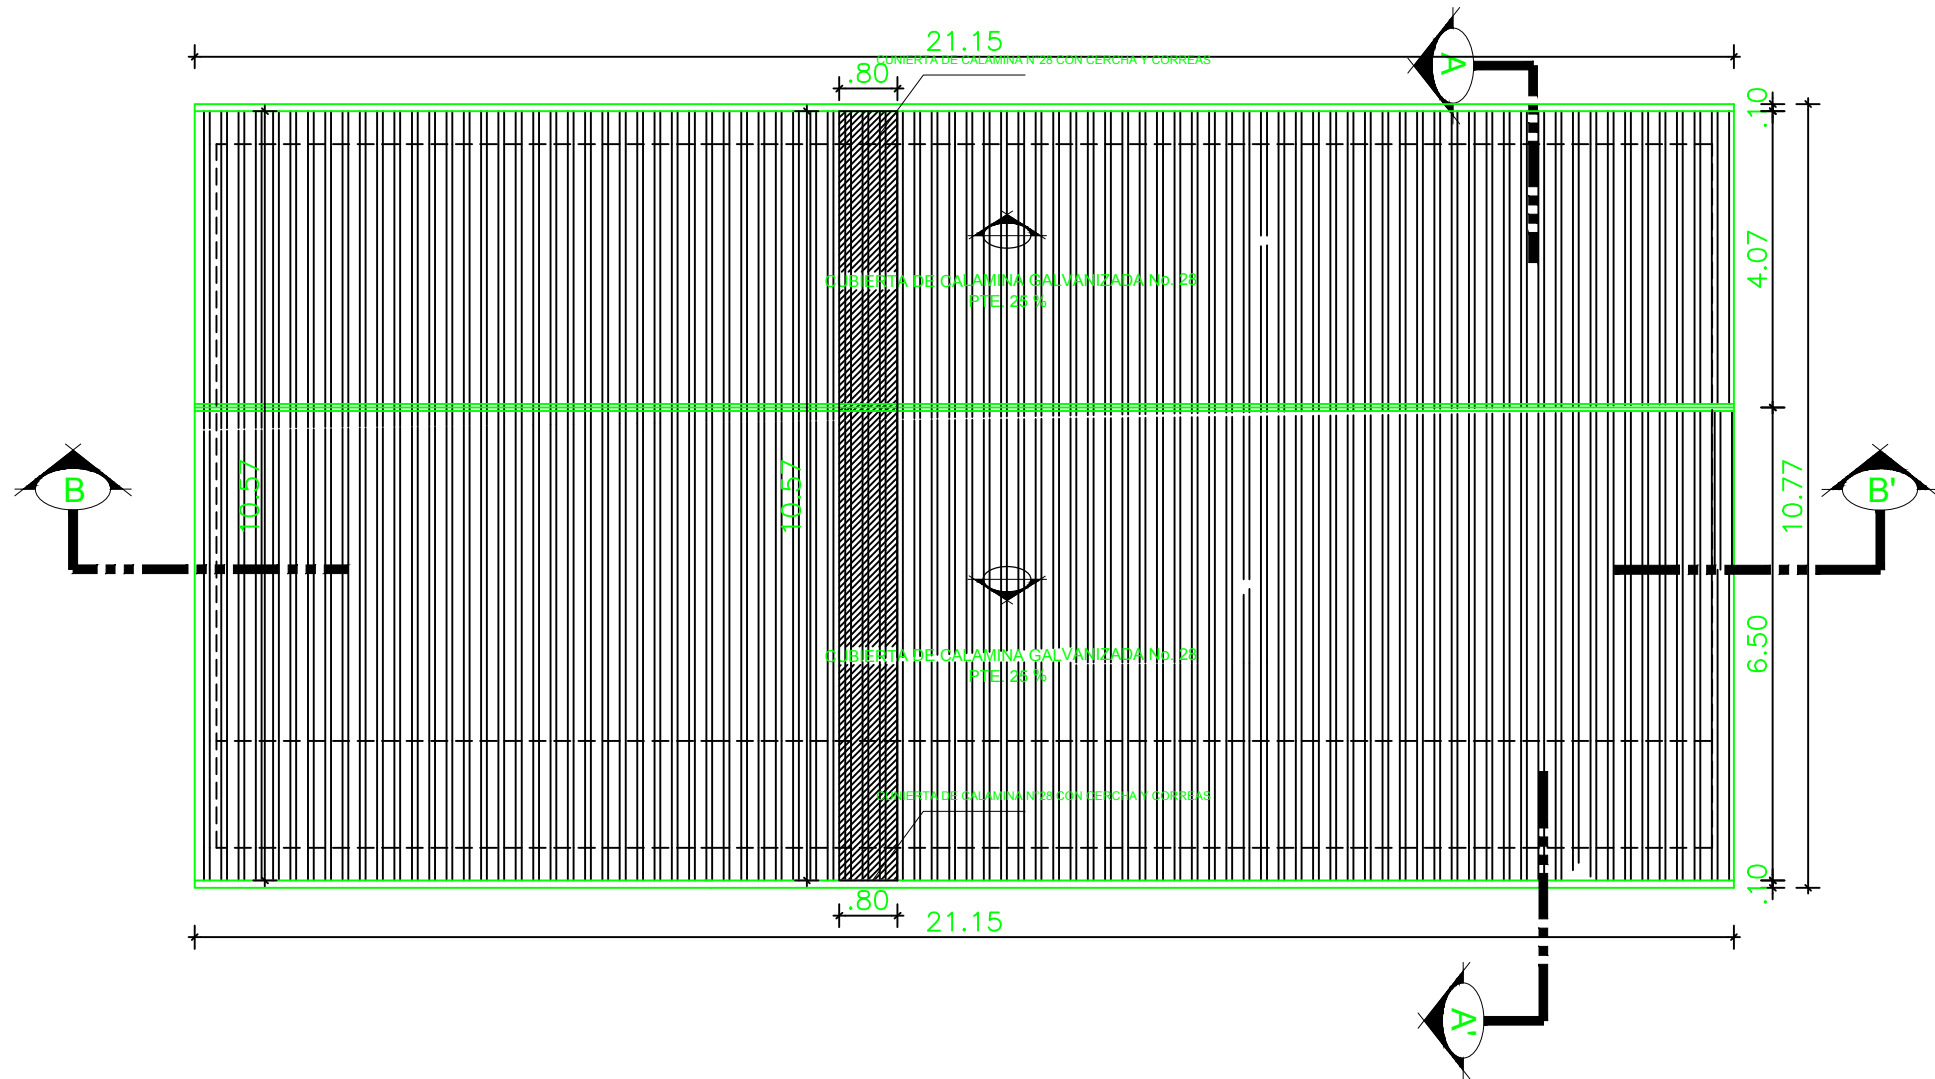 21.15
CUNIERTA DE CALAMINA N°28 CON CERCHA Y CORREAS
.80
A
.10
4.07
CUBIERTA DE CALAMINA GALVANIZADA No. 28
PTE. 25 %
B
10.57
10.57
10.77
B'
6.50
CUBIERTA DE CALAMINA GALVANIZADA No. 28
PTE. 25 %
CUNIERTA DE CALAMINA N°28 CON CERCHA Y CORREAS
.10
.80
21.15
A'